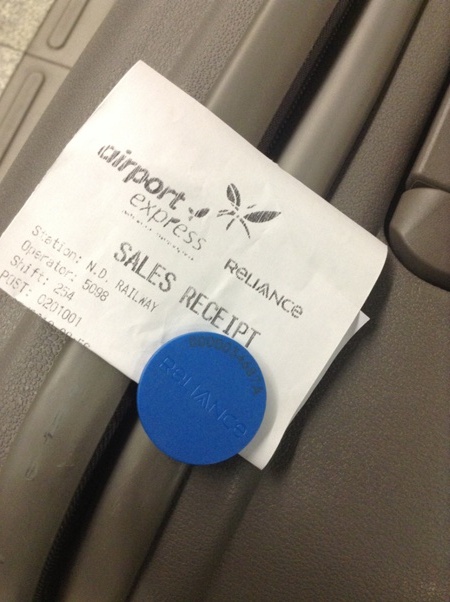 airport
express
RELIANCE
SALES RECEIPT
Station: N.D. RAILWAY
Operator: 5098
Shift: 254
POST: 0201001
RELIANCE